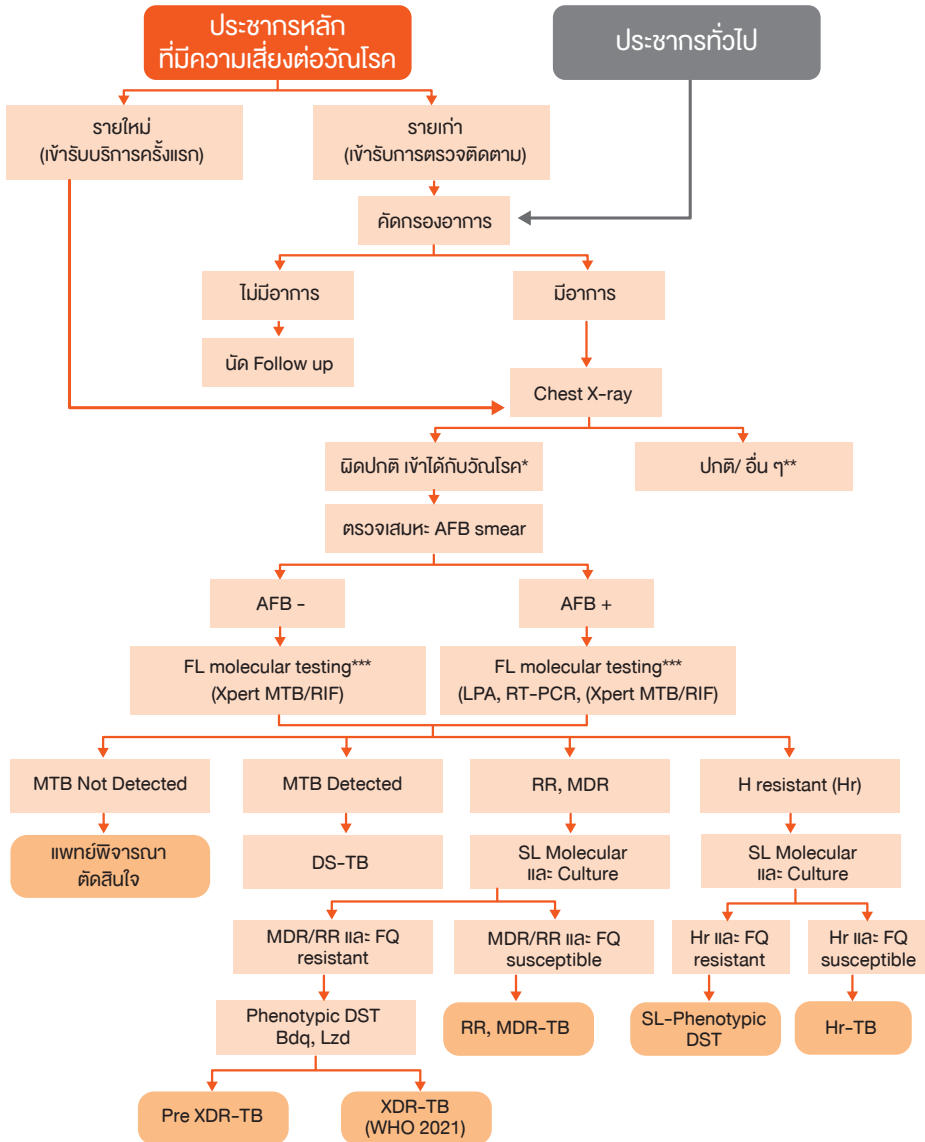 ประชากรหลัก
ที่มีความเสี่ยงต่อวัณโรค
ประชากรทั่วไป
รายใหม่
(เข้ารับบริการครั้งแรก)
รายเก่า
(เข้ารับการตรวจติดตาม)
คัดกรองอาการ
ไม่มีอาการ
มีอาการ
นัด Follow up
Chest X-ray
ผิดปกติ เข้าได้กับวัณโรค*
ปกติ/ อื่น ๆ**
ตรวจเสมหะ AFB smear
AFB -
AFB +
FL molecular testing***
(Xpert MTB/RIF)
FL molecular testing***
(LPA, RT-PCR, (Xpert MTB/RIF)
MTB Not Detected
MTB Detected
RR, MDR
H resistant (Hr)
แพทย์พิจารณา
ตัดสินใจ
DS-TB
SL Molecular
และ Culture
SL Molecular
และ Culture
MDR/RR และ FQ
resistant
MDR/RR และ FQ
susceptible
Hr และ FQ
resistant
Hr และ FQ
susceptible
Phenotypic DST
Bdq, Lzd
RR, MDR-TB
SL-Phenotypic
DST
Hr-TB
Pre XDR-TB
XDR-TB
(WHO 2021)